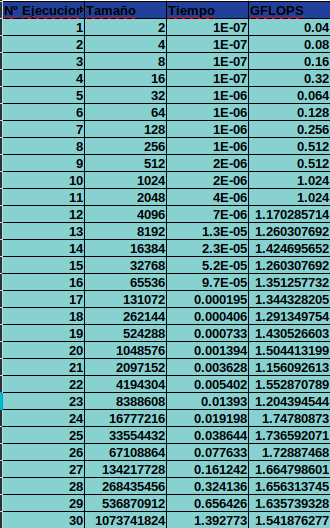 Nº Ejecucion Tamaño Tiempo GFLOPS
1 2 1E-07 0.04
2 4 1E-07 0.08
3 8 1E-07 0.16
4 16 1E-07 0.32
5 32 1E-06 0.064
6 64 1E-06 0.128
7 128 1E-06 0.256
8 256 1E-06 0.512
9 512 2E-06 0.512
10 1024 2E-06 1.024
11 2048 4E-06 1.024
12 4096 7E-06 1.170285714
13 8192 1.3E-05 1.260307692
14 16384 2.3E-05 1.424695652
15 32768 5.2E-05 1.260307692
16 65536 9.7E-05 1.351257732
17 131072 0.000195 1.344328205
18 262144 0.000406 1.291349754
19 524288 0.000733 1.430526603
20 1048576 0.001394 1.504413199
21 2097152 0.003628 1.156092613
22 4194304 0.005402 1.552870789
23 8388608 0.01393 1.204394544
24 16777216 0.019198 1.74780873
25 33554432 0.038644 1.736592071
26 67108864 0.077633 1.72887468
27 134217728 0.161242 1.664798601
28 268435456 0.324136 1.656313745
29 536870912 0.656426 1.635739328
30 1073741824 1.392773 1.541876277